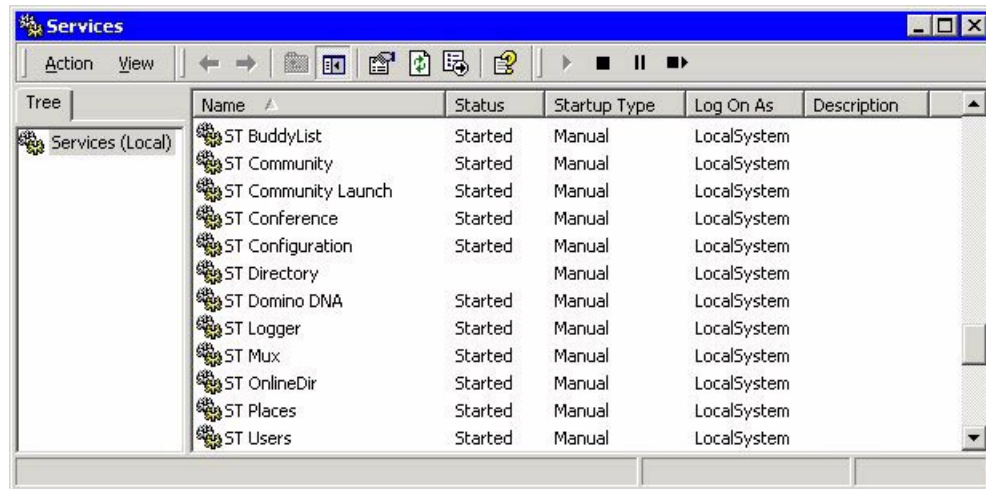 Services
Action View
Tree
Name Status Startup Type Log On As Description
Services (Local)
ST BuddyList Started Manual LocalSystem
ST Community Started Manual LocalSystem
ST Community Launch Started Manual LocalSystem
ST Conference Started Manual LocalSystem
ST Configuration Started Manual LocalSystem
ST Directory Manual LocalSystem
ST Domino DNA Started Manual LocalSystem
ST Logger Started Manual LocalSystem
ST Mux Started Manual LocalSystem
ST OnlineDir Started Manual LocalSystem
ST Places Started Manual LocalSystem
ST Users Started Manual LocalSystem